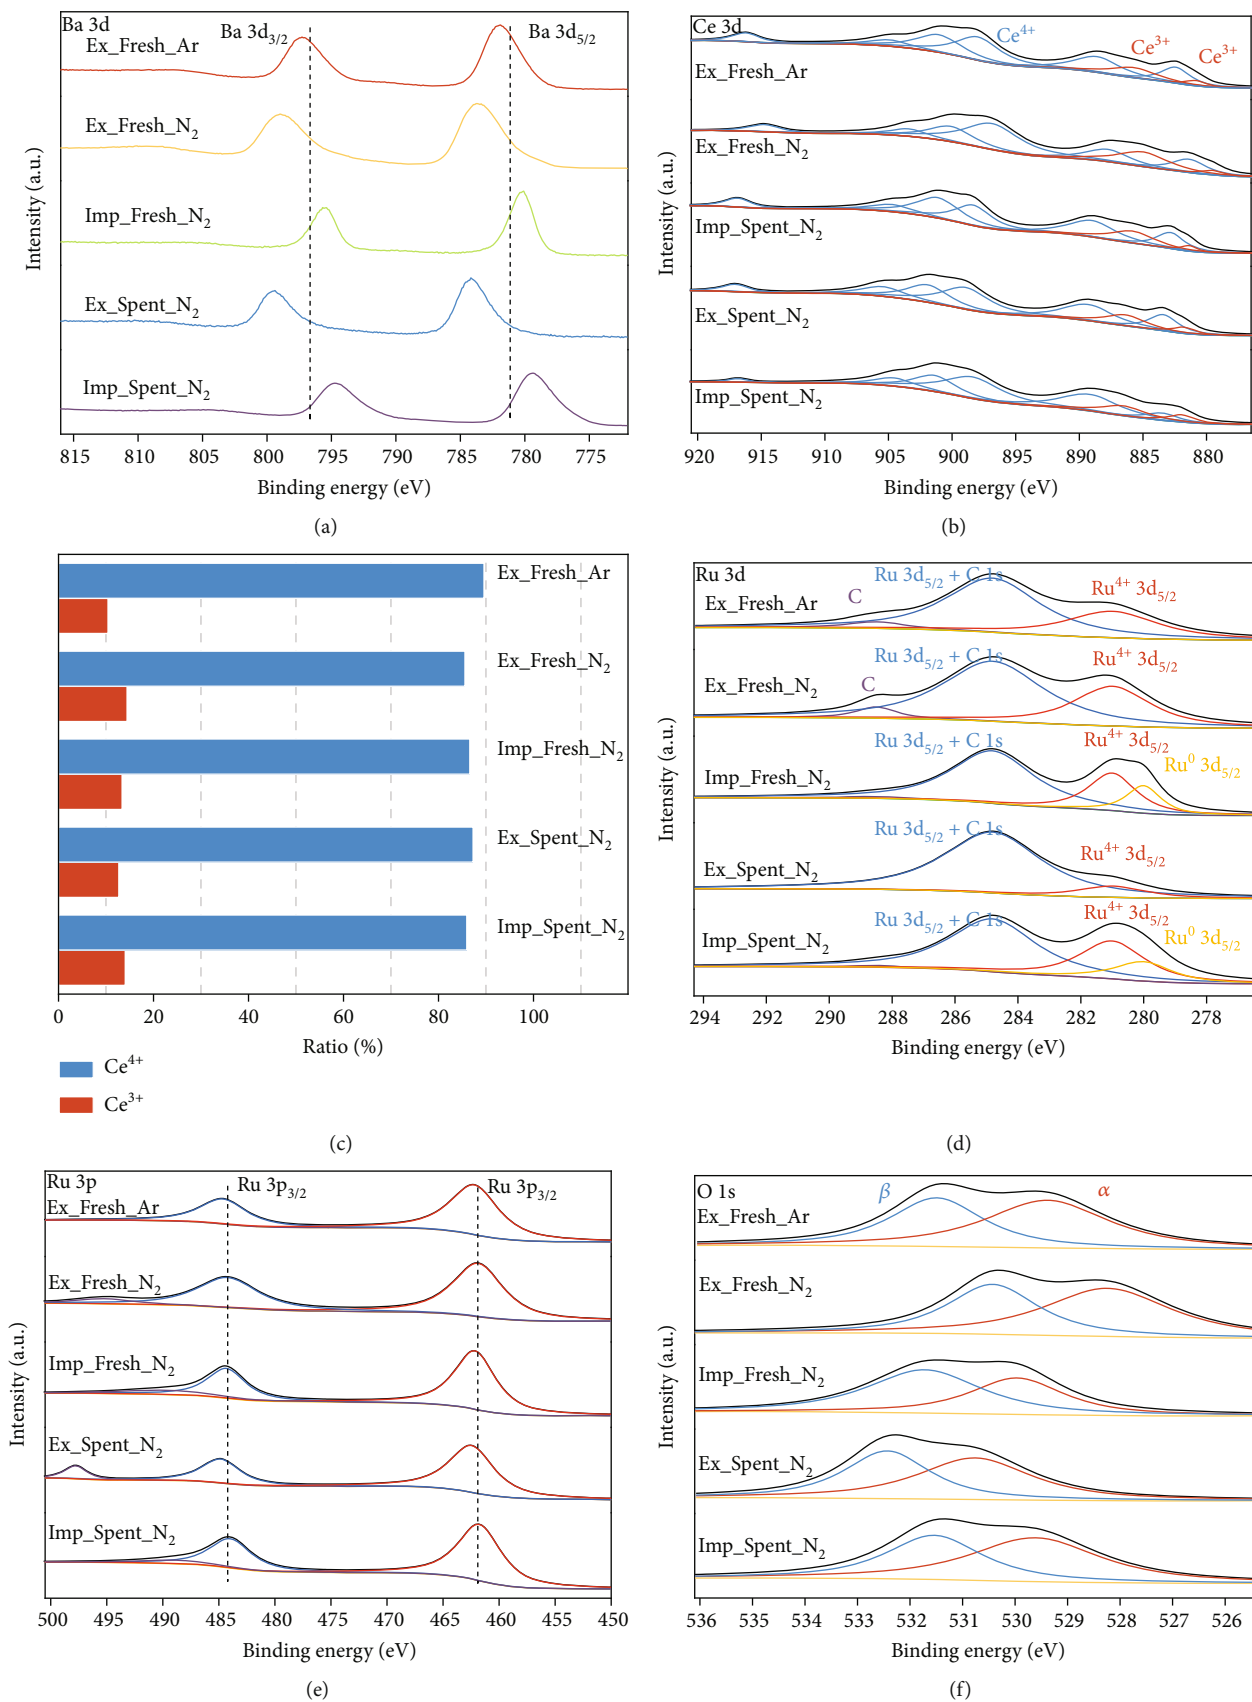 Ba 3d
Ba 3d3/2
Ba 3d5/2
Ex_Fresh_Ar
Ex_Fresh_N2
Imp_Fresh_N2
Ex_Spent_N2
Imp_Spent_N2
Intensity (a.u.)
815 810 805 800 795 790 785 780 775
Binding energy (eV)
(a)
Ce 3d
Ce4+
Ce3+
Ce3+
Ex_Fresh_Ar
Ex_Fresh_N2
Imp_Spent_N2
Ex_Spent_N2
Imp_Spent_N2
Intensity (a.u.)
920 915 910 905 900 895 890 885 880
Binding energy (eV)
(b)
Ex_Fresh_Ar
Ex_Fresh_N2
Imp_Fresh_N2
Ex_Spent_N2
Imp_Spent_N2
0 20 40 60 80 100
Ratio (%)
Ce4+
Ce3+
(c)
Ru 3d
Ru 3d5/2 + C 1s
Ex_Fresh_Ar
C
Ru4+ 3d5/2
Ru 3d5/2 + C 1s
Ex_Fresh_N2
C
Ru4+ 3d5/2
Ru 3d5/2 + C 1s
Imp_Fresh_N2
Ru4+ 3d5/2
Ru0 3d5/2
Ru 3d5/2 + C 1s
Ex_Spent_N2
Ru4+ 3d5/2
Ru 3d5/2 + C 1s
Imp_Spent_N2
Ru4+ 3d5/2
Ru0 3d5/2
Intensity (a.u.)
294 292 290 288 286 284 282 280 278
Binding energy (eV)
(d)
Ru 3p
Ru 3p3/2
Ru 3p3/2
Ex_Fresh_Ar
Ex_Fresh_N2
Imp_Fresh_N2
Ex_Spent_N2
Imp_Spent_N2
Intensity (a.u.)
500 495 490 485 480 475 470 465 460 455 450
Binding energy (eV)
(e)
O 1s
β
α
Ex_Fresh_Ar
Ex_Fresh_N2
Imp_Fresh_N2
Ex_Spent_N2
Imp_Spent_N2
Intensity (a.u.)
536 535 534 533 532 531 530 529 528 527 526
Binding energy (eV)
(f)